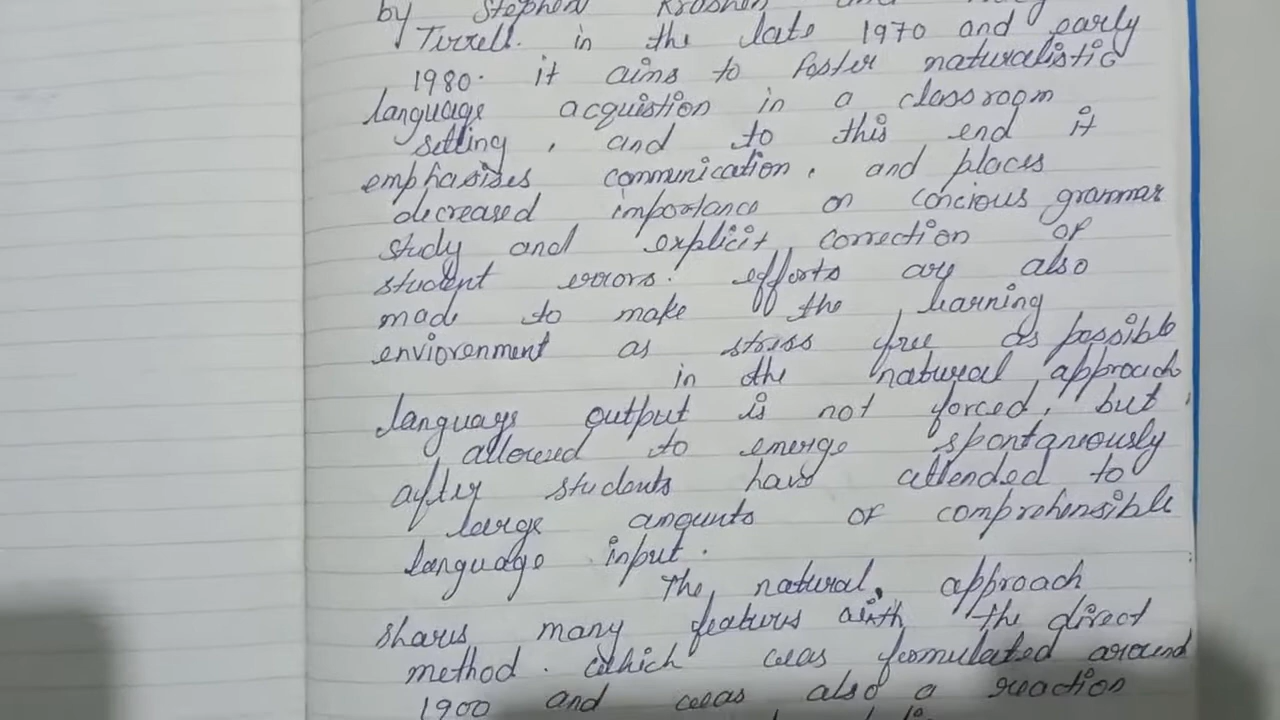 by Stephen Krashen
Tirrell. in the late 1970 and early
1980. it aims to foster naturalistic
language acquistion in a classroom
setting, and to this end it
emphasises communication, and places
decreased importance on concious grammar
study and explicit correction of
student errors. efforts are also
made to make the learning
enviorenment as stress free as possible
in the natural approach
language output is not forced, but
allowed to emerge spontaneously
after students have attended to
large amounts of comprehensible
language input.
The natural, approach
shares many features with the direct
method. which was formulated around
1900 and was also a reaction